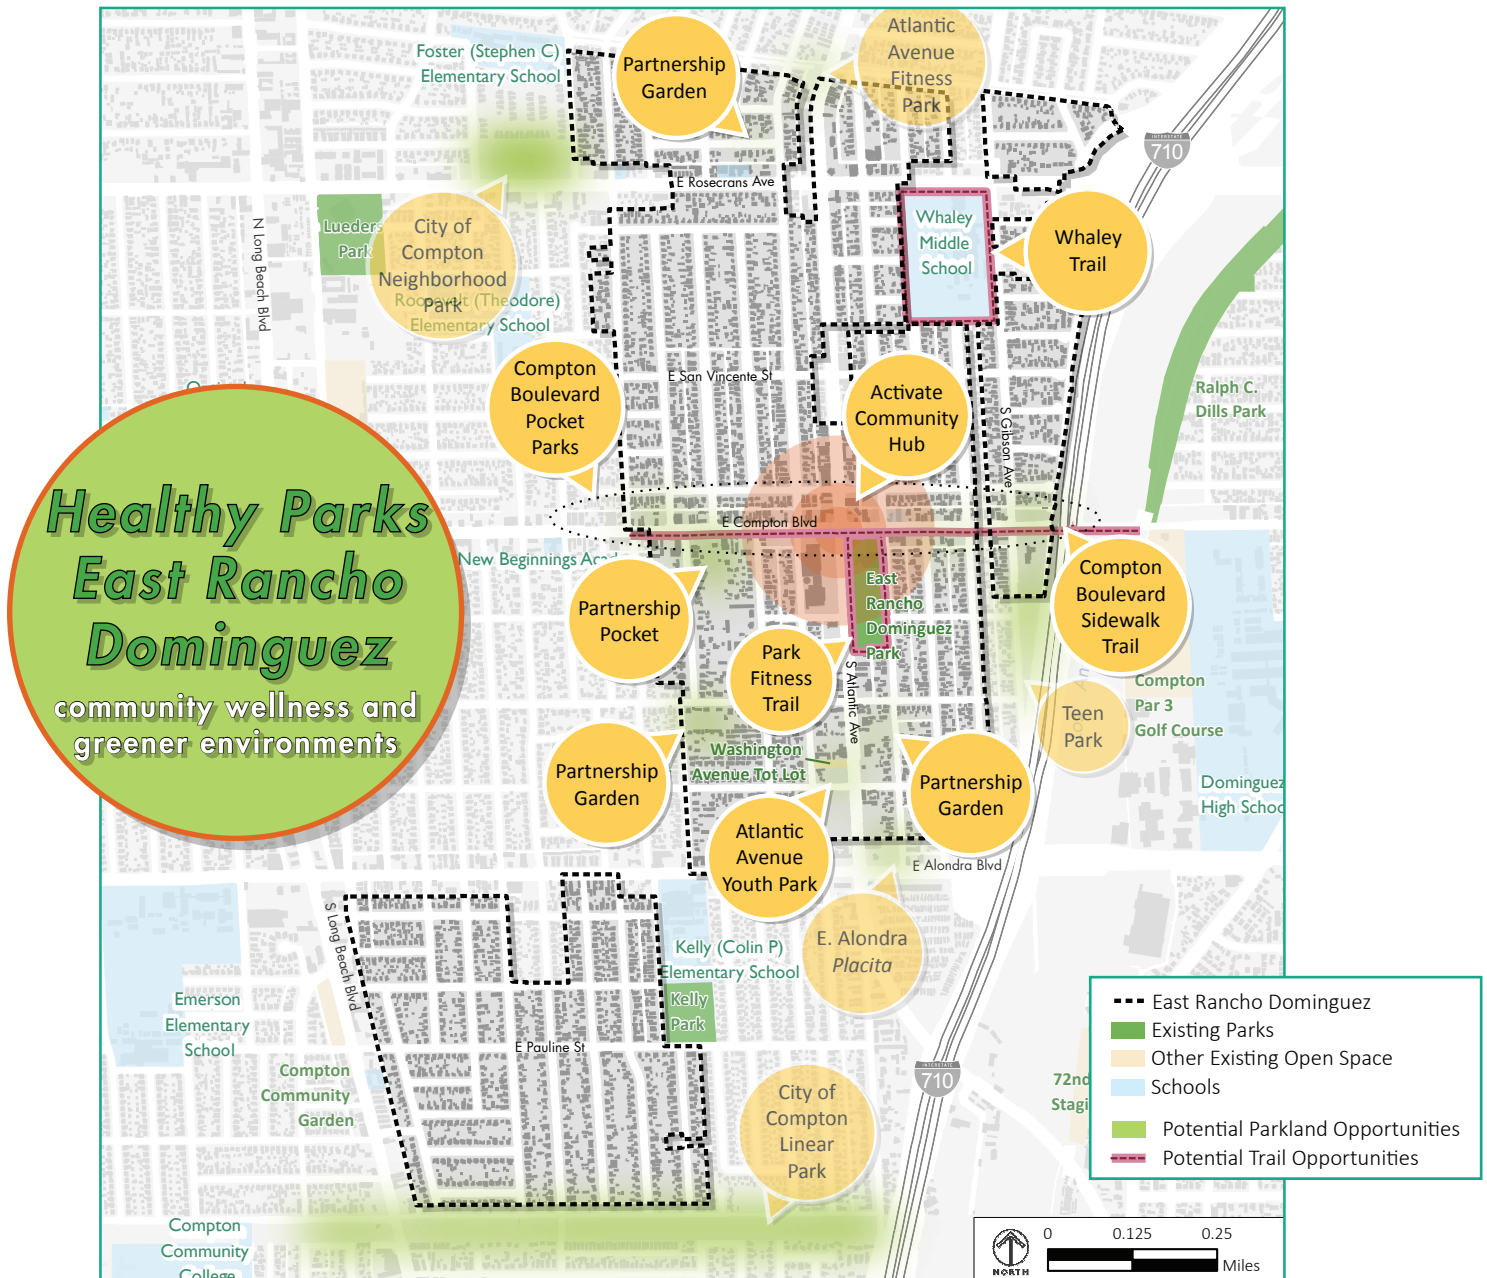 Foster (Stephen C)
Elementary School
Partnership
Garden
Atlantic
Avenue
Fitness
Park
INTERSTATE
710
E Rosecrans Ave
Lueders
Park
City of
Compton
Neighborhood
Park
N Long Beach Blvd
Whaley
Middle
School
Whaley
Trail
Roosevelt (Theodore)
Elementary School
Compton
Boulevard
Pocket
Parks
E San Vincente St
Activate
Community
Hub
S Gibson Ave
Ralph C.
Dills Park
Healthy Parks
East Rancho
Dominguez
community wellness and
greener environments
E Compton Blvd
New Beginnings Acad
Partnership
Pocket
East
Rancho
Dominguez
Park
Compton
Boulevard
Sidewalk
Trail
Park
Fitness
Trail
S Atlantic Ave
Compton
Par 3
Golf Course
Teen
Park
Washington
Avenue Tot Lot
Partnership
Garden
Partnership
Garden
Dominguez
High School
Atlantic
Avenue
Youth Park
E Alondra Blvd
S Long Beach Blvd
Kelly (Colin P)
Elementary School
E. Alondra
Placita
Kelly
Park
Emerson
Elementary
School
E Pauline St
Compton
Community
Garden
INTERSTATE
710
72nd
Stagi
City of
Compton
Linear
Park
East Rancho Dominguez
Existing Parks
Other Existing Open Space
Schools
Potential Parkland Opportunities
Potential Trail Opportunities
Compton
Community
College
NORTH
0 0.125 0.25
Miles